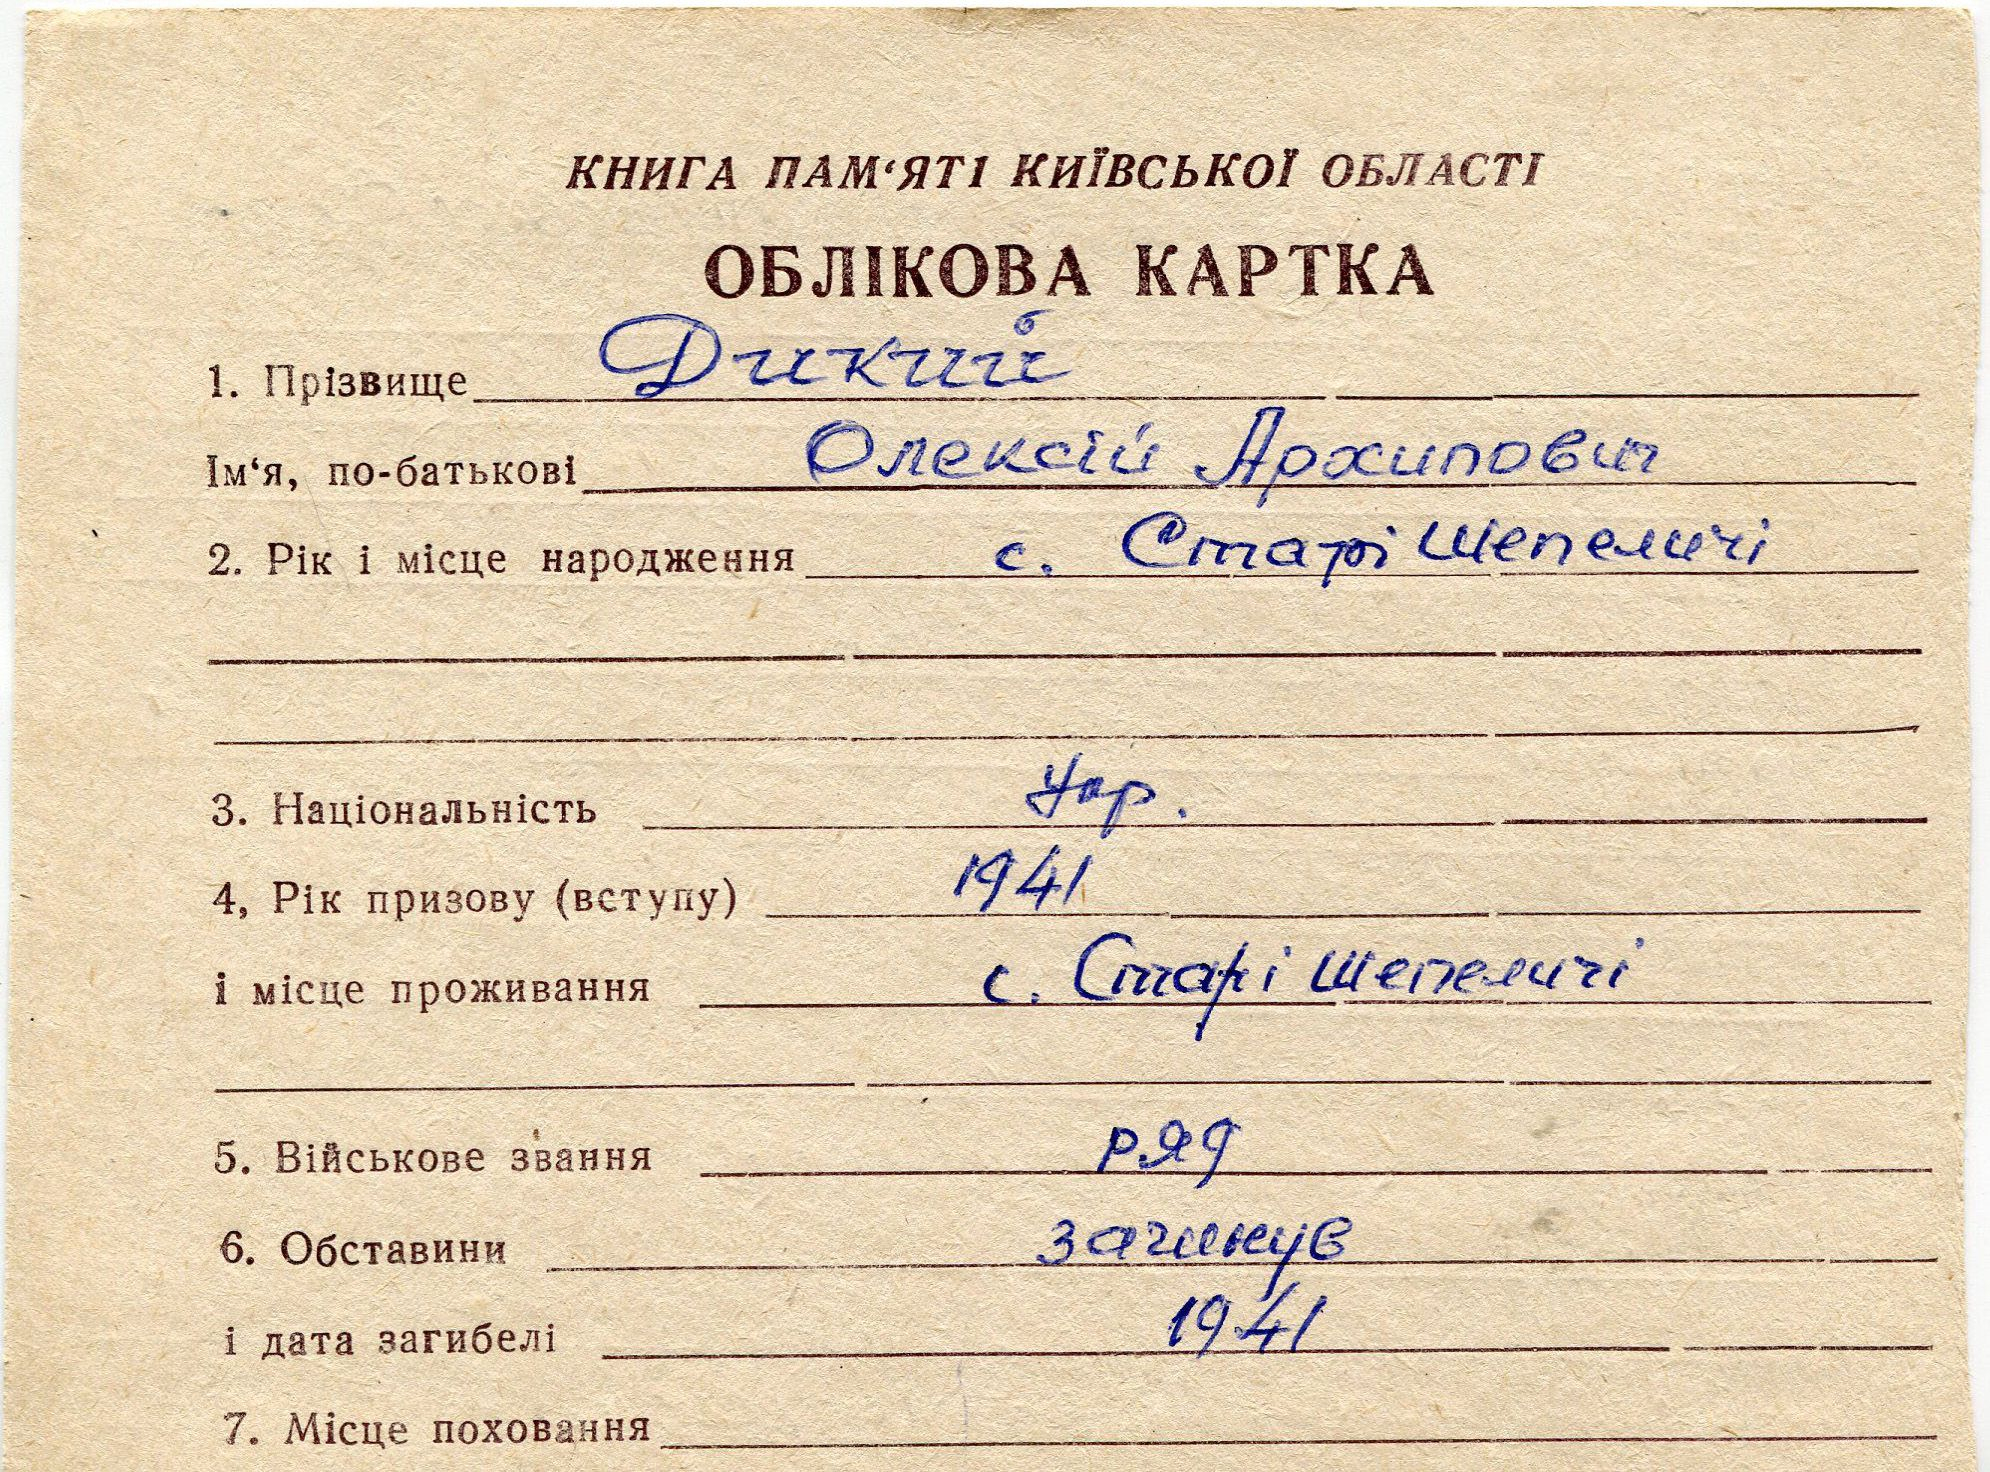 КНИГА ПАМ‘ЯТІ КИЇВСЬКОЇ ОБЛАСТІ
ОБЛІКОВА КАРТКА
1. Прізвище Дикий
Ім‘я, по-батькові Олексій Архипович
2. Рік і місце народження с. Старі Шепеличі
3. Національність Укр.
4, Рік призову (вступу) 1941
і місце проживання с. Старі Шепеличі
5. Військове звання ряд
6. Обставини загинув
і дата загибелі 1941
7. Місце поховання